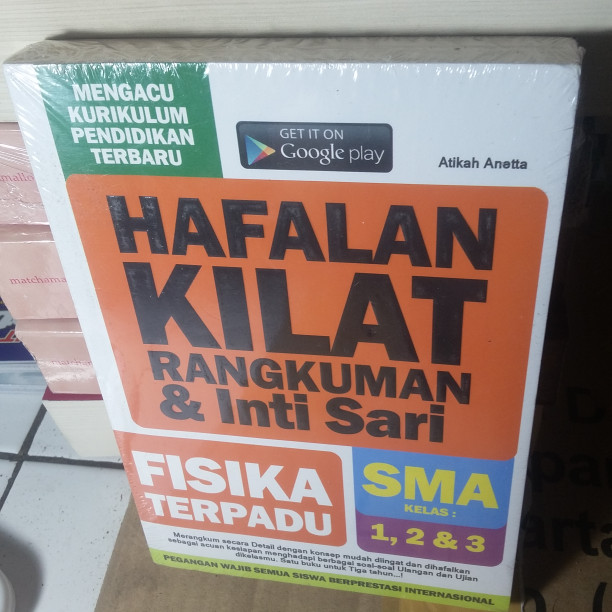 MENGACU
KURIKULUM
PENDIDIKAN
TERBARU
GET IT ON
Google play
Atikah Anetta
HAFALAN
KILAT
RANGKUMAN
& Inti Sari
FISIKA
TERPADU
SMA
KELAS :
1, 2 & 3
Merangkum secara Detail dengan konsep mudah diingat dan dihafalkan
sebagai acuan kesiapan menghadapi berbagai soal-soal Ulangan dan Ujian
dikelasmu. Satu buku untuk Tiga tahun...!
PEGANGAN WAJIB SEMUA SISWA BERPRESTASI INTERNASIONAL